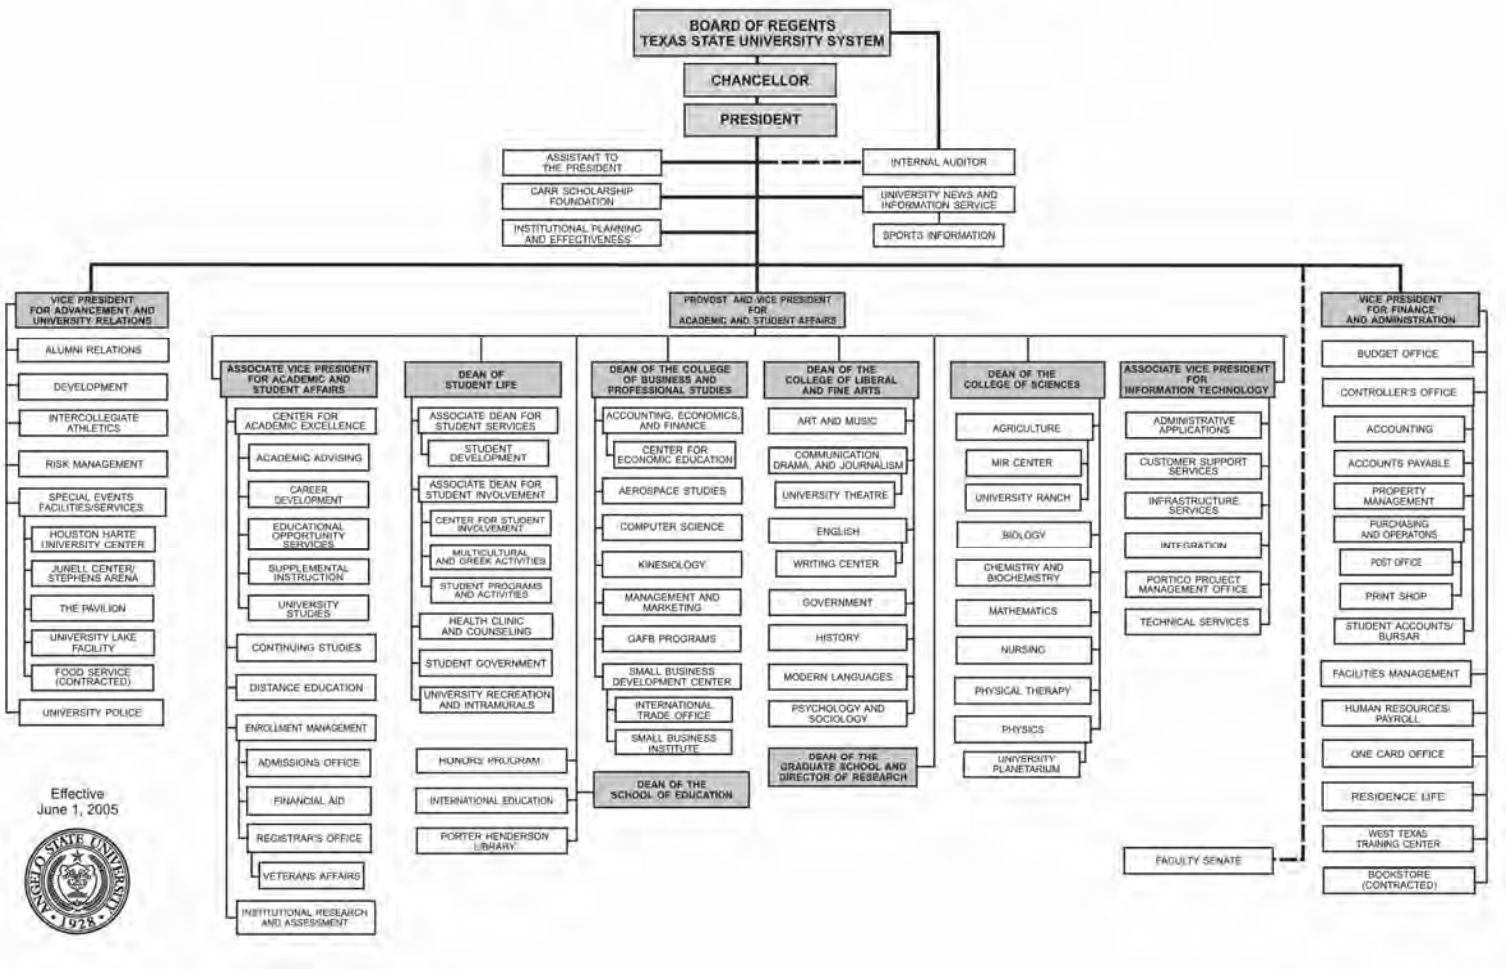 BOARD OF REGENTS
TEXAS STATE UNIVERSITY SYSTEM
CHANCELLOR
PRESIDENT
ASSISTANT TO
THE PRESIDENT
INTERNAL AUDITOR
CARR SCHOLARSHIP
FOUNDATION
UNIVERSITY NEWS AND
INFORMATION SERVICE
INSTITUTIONAL PLANNING
AND EFFECTIVENESS
SPORTS INFORMATION
VICE PRESIDENT
FOR ADVANCEMENT AND
UNIVERSITY RELATIONS
ALUMNI RELATIONS
DEVELOPMENT
INTERCOLLEGIATE
ATHLETICS
RISK MANAGEMENT
SPECIAL EVENTS
FACILITIES/SERVICES
HOUSTON HARTE
UNIVERSITY CENTER
JUNELL CENTER/
STEPHENS ARENA
THE PAVILION
UNIVERSITY LAKE
FACILITY
FOOD SERVICE
(CONTRACTED)
UNIVERSITY POLICE
PROVOST AND VICE PRESIDENT
FOR
ACADEMIC AND STUDENT AFFAIRS
ASSOCIATE VICE PRESIDENT
FOR ACADEMIC AND
STUDENT AFFAIRS
CENTER FOR
ACADEMIC EXCELLENCE
ACADEMIC ADVISING
CAREER
DEVELOPMENT
EDUCATIONAL
OPPORTUNITY
SERVICES
SUPPLEMENTAL
INSTRUCTION
UNIVERSITY
STUDIES
CONTINUING STUDIES
DISTANCE EDUCATION
ENROLLMENT MANAGEMENT
ADMISSIONS OFFICE
FINANCIAL AID
REGISTRAR'S OFFICE
VETERANS AFFAIRS
INSTITUTIONAL RESEARCH
AND ASSESSMENT
DEAN OF
STUDENT LIFE
ASSOCIATE DEAN FOR
STUDENT SERVICES
STUDENT
DEVELOPMENT
ASSOCIATE DEAN FOR
STUDENT INVOLVEMENT
CENTER FOR STUDENT
INVOLVEMENT
MULTICULTURAL
AND GREEK ACTIVITIES
STUDENT PROGRAMS
AND ACTIVITIES
HEALTH CLINIC
AND COUNSELING
STUDENT GOVERNMENT
UNIVERSITY RECREATION
AND INTRAMURALS
HONORS PROGRAM
INTERNATIONAL EDUCATION
PORTER HENDERSON
LIBRARY
DEAN OF THE COLLEGE
OF BUSINESS AND
PROFESSIONAL STUDIES
ACCOUNTING, ECONOMICS,
AND FINANCE
CENTER FOR
ECONOMIC EDUCATION
AEROSPACE STUDIES
COMPUTER SCIENCE
KINESIOLOGY
MANAGEMENT AND
MARKETING
GAFB PROGRAMS
SMALL BUSINESS
DEVELOPMENT CENTER
INTERNATIONAL
TRADE OFFICE
SMALL BUSINESS
INSTITUTE
DEAN OF THE
SCHOOL OF EDUCATION
DEAN OF THE
COLLEGE OF LIBERAL
AND FINE ARTS
ART AND MUSIC
COMMUNICATION,
DRAMA, AND JOURNALISM
UNIVERSITY THEATRE
ENGLISH
WRITING CENTER
GOVERNMENT
HISTORY
MODERN LANGUAGES
PSYCHOLOGY AND
SOCIOLOGY
DEAN OF THE
GRADUATE SCHOOL AND
DIRECTOR OF RESEARCH
DEAN OF THE
COLLEGE OF SCIENCES
AGRICULTURE
MIR CENTER
UNIVERSITY RANCH
BIOLOGY
CHEMISTRY AND
BIOCHEMISTRY
MATHEMATICS
NURSING
PHYSICAL THERAPY
PHYSICS
UNIVERSITY
PLANETARIUM
ASSOCIATE VICE PRESIDENT
FOR
INFORMATION TECHNOLOGY
ADMINISTRATIVE
APPLICATIONS
CUSTOMER SUPPORT
SERVICES
INFRASTRUCTURE
SERVICES
INTEGRATION
PORTICO PROJECT
MANAGEMENT OFFICE
TECHNICAL SERVICES
FACULTY SENATE
VICE PRESIDENT
FOR FINANCE
AND ADMINISTRATION
BUDGET OFFICE
CONTROLLER'S OFFICE
ACCOUNTING
ACCOUNTS PAYABLE
PROPERTY
MANAGEMENT
PURCHASING
AND OPERATONS
POST OFFICE
PRINT SHOP
STUDENT ACCOUNTS/
BURSAR
FACILITIES MANAGEMENT
HUMAN RESOURCES/
PAYROLL
ONE CARD OFFICE
RESIDENCE LIFE
WEST TEXAS
TRAINING CENTER
BOOKSTORE
(CONTRACTED)
Effective
June 1, 2005
ANGELO STATE UNIVERSITY
1928